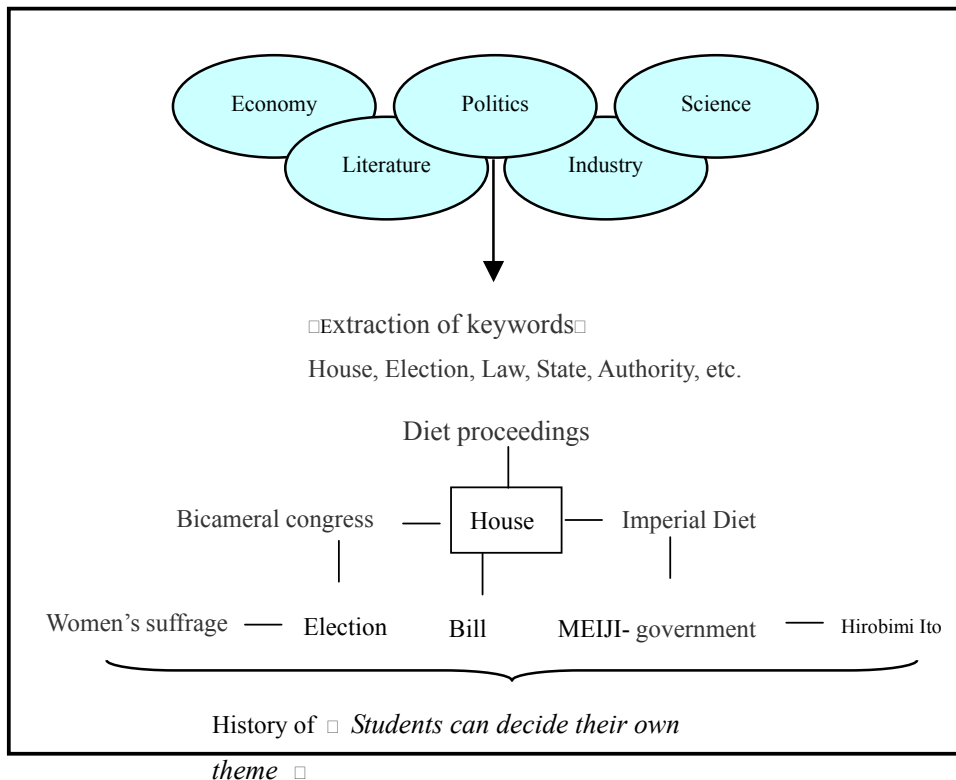 Economy
Politics
Science
Literature
Industry
□Extraction of keywords□
House, Election, Law, State, Authority, etc.
Diet proceedings
Bicameral congress
House
Imperial Diet
Women’s suffrage
Election
Bill
MEIJI- government
Hirobimi Ito
History of □ Students can decide their own
theme □